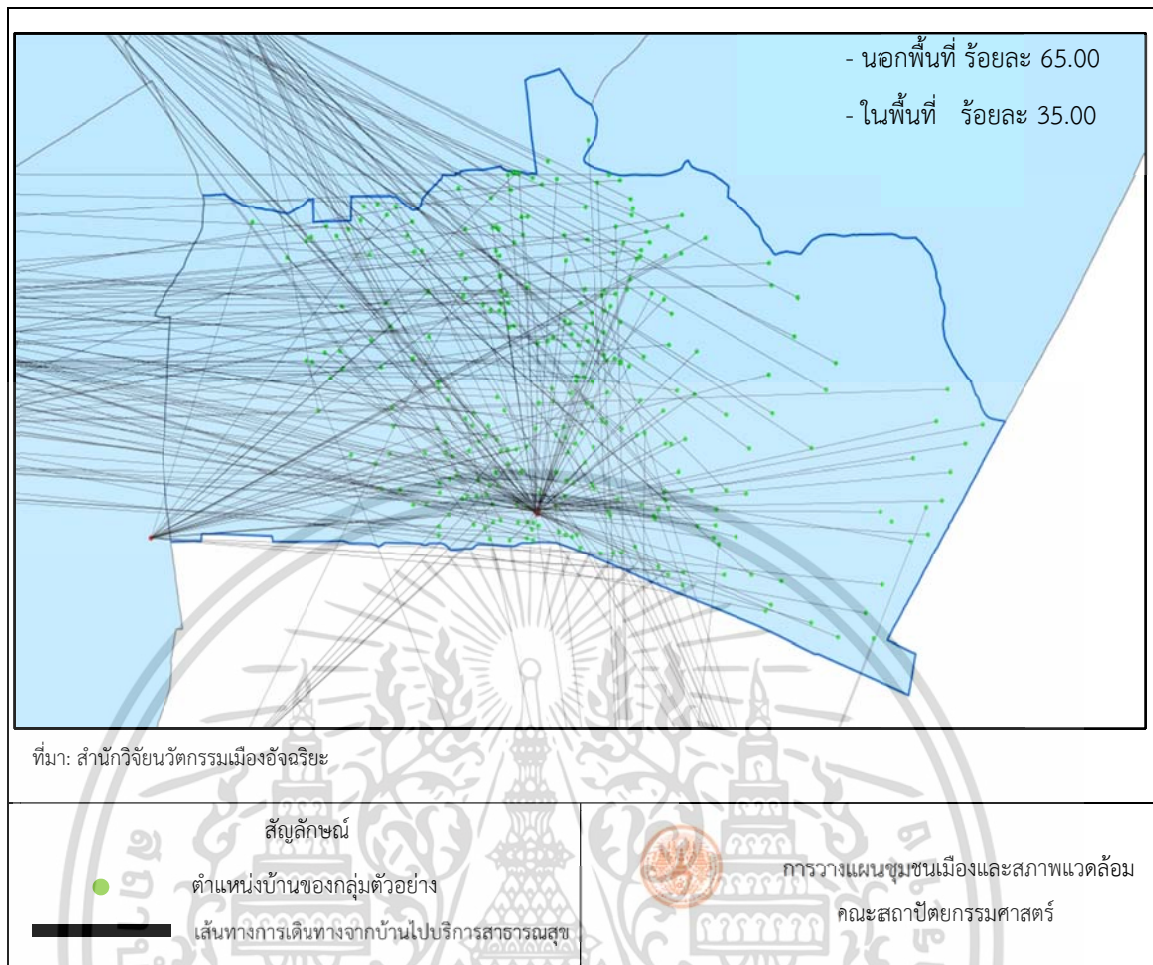 - นอกพื้นที่ ร้อยละ 65.00
- ในพื้นที่ ร้อยละ 35.00
ที่มา: สำนักวิจัยนวัตกรรมเมืองอัจฉริยะ
สัญลักษณ์
ตำแหน่งบ้านของกลุ่มตัวอย่าง
เส้นทางการเดินทางจากบ้านไปบริการสาธารณสุข
การวางแผนชุมชนเมืองและสภาพแวดล้อม
คณะสถาปัตยกรรมศาสตร์